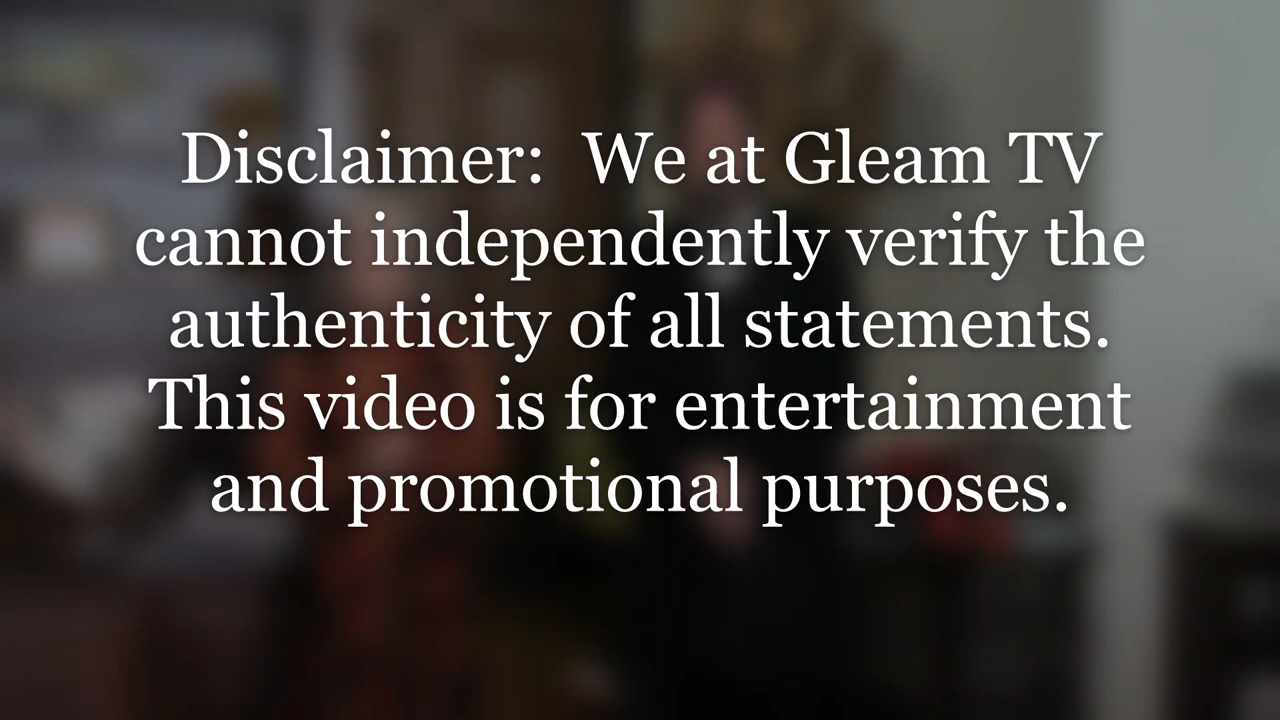 Disclaimer:  We at Gleam TV
cannot independently verify the
authenticity of all statements.
This video is for entertainment
and promotional purposes.